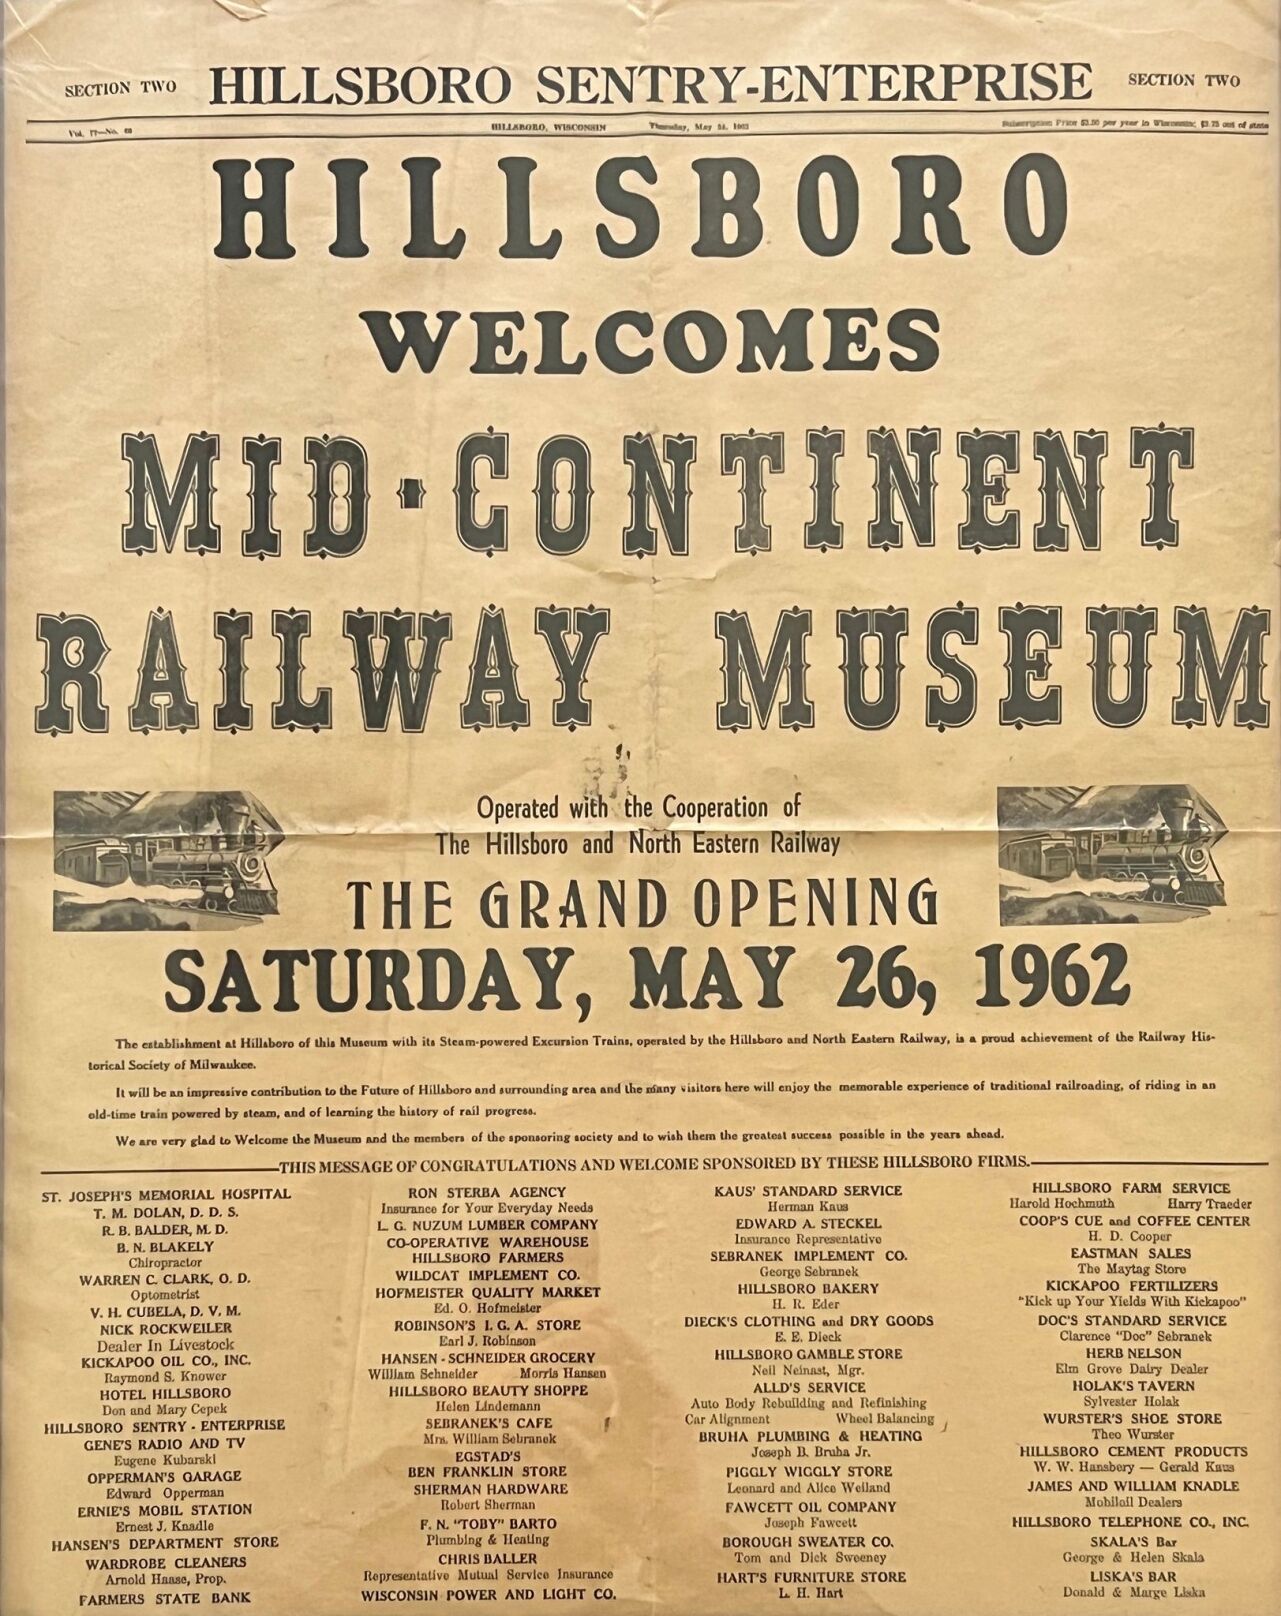 SECTION TWO HILLSBORO SENTRY-ENTERPRISE SECTION TWO
HILLSBORO, WISCONSIN Thursday, May 24, Subscription Price $3.50 per year in Wisconsin; $3.75 out of state
HILLSBORO
WELCOMES
MID-CONTINENT
RAILWAY MUSEUM
Operated with the Cooperation of
The Hillsboro and North Eastern Railway
THE GRAND OPENING
SATURDAY, MAY 26, 1962
The establishment at Hillsboro of this Museum with its Steam-powered Excursion Trains, operated by the Hillsboro and North Eastern Railway, is a proud achievement of the Railway His-
torical Society of Milwaukee.
It will be an impressive contribution to the Future of Hillsboro and surrounding area and the many visitors here will enjoy the memorable experience of traditional railroading, of riding in an
old-time train powered by steam, and of learning the history of rail progress.
We are very glad to Welcome the Museum and the members of the sponsoring society and to wish them the greatest success possible in the years ahead.
THIS MESSAGE OF CONGRATULATIONS AND WELCOME SPONSORED BY THESE HILLSBORO FIRMS.
ST. JOSEPH'S MEMORIAL HOSPITAL
T. M. DOLAN, D. D. S.
R. B. BALDER, M. D.
B. N. BLAKELY
Chiropractor
WARREN C. CLARK, O. D.
Optometrist
V. H. CUBELA, D. V. M.
NICK ROCKWEILER
Dealer In Livestock
KICKAPOO OIL CO., INC.
Raymond S. Knower
HOTEL HILLSBORO
Don and Mary Cepek
HILLSBORO SENTRY - ENTERPRISE
GENE'S RADIO AND TV
Eugene Kubarski
OPPERMAN'S GARAGE
Edward Opperman
ERNIE'S MOBIL STATION
Ernest J. Knadle
HANSEN'S DEPARTMENT STORE
WARDROBE CLEANERS
Arnold Haase, Prop.
FARMERS STATE BANK
RON STERBA AGENCY
Insurance for Your Everyday Needs
L. G. NUZUM LUMBER COMPANY
CO-OPERATIVE WAREHOUSE
HILLSBORO FARMERS
WILDCAT IMPLEMENT CO.
HOFMEISTER QUALITY MARKET
Ed. O. Hofmeister
ROBINSON'S I. G. A. STORE
Earl J. Robinson
HANSEN - SCHNEIDER GROCERY
William Schneider Morris Hansen
HILLSBORO BEAUTY SHOPPE
Helen Lindemann
SEBRANEK'S CAFE
Mrs. William Sebranek
EGSTAD'S
BEN FRANKLIN STORE
SHERMAN HARDWARE
Robert Sherman
F. N. "TOBY" BARTO
Plumbing & Heating
CHRIS BALLER
Representative Mutual Service Insurance
WISCONSIN POWER AND LIGHT CO.
KAUS' STANDARD SERVICE
Herman Kaus
EDWARD A. STECKEL
Insurance Representative
SEBRANEK IMPLEMENT CO.
George Sebranek
HILLSBORO BAKERY
H. R. Eder
DIECK'S CLOTHING and DRY GOODS
E. E. Dieck
HILLSBORO GAMBLE STORE
Neil Neinast, Mgr.
ALLD'S SERVICE
Auto Body Rebuilding and Refinishing
Car Alignment Wheel Balancing
BRUHA PLUMBING & HEATING
Joseph B. Bruha Jr.
PIGGLY WIGGLY STORE
Leonard and Alice Welland
FAWCETT OIL COMPANY
Joseph Fawcett
BOROUGH SWEATER CO.
Tom and Dick Sweeney
HART'S FURNITURE STORE
L. H. Hart
HILLSBORO FARM SERVICE
Harold Hochmuth Harry Traeder
COOP'S CUE and COFFEE CENTER
H. D. Cooper
EASTMAN SALES
The Maytag Store
KICKAPOO FERTILIZERS
"Kick up Your Yields With Kickapoo"
DOC'S STANDARD SERVICE
Clarence "Doc" Sebranek
HERB NELSON
Elm Grove Dairy Dealer
HOLAK'S TAVERN
Sylvester Holak
WURSTER'S SHOE STORE
Theo Wurster
HILLSBORO CEMENT PRODUCTS
W. W. Hansbery — Gerald Kaus
JAMES AND WILLIAM KNADLE
Mobiloil Dealers
HILLSBORO TELEPHONE CO., INC.
SKALA'S Bar
George & Helen Skala
LISKA'S BAR
Donald & Marge Liska